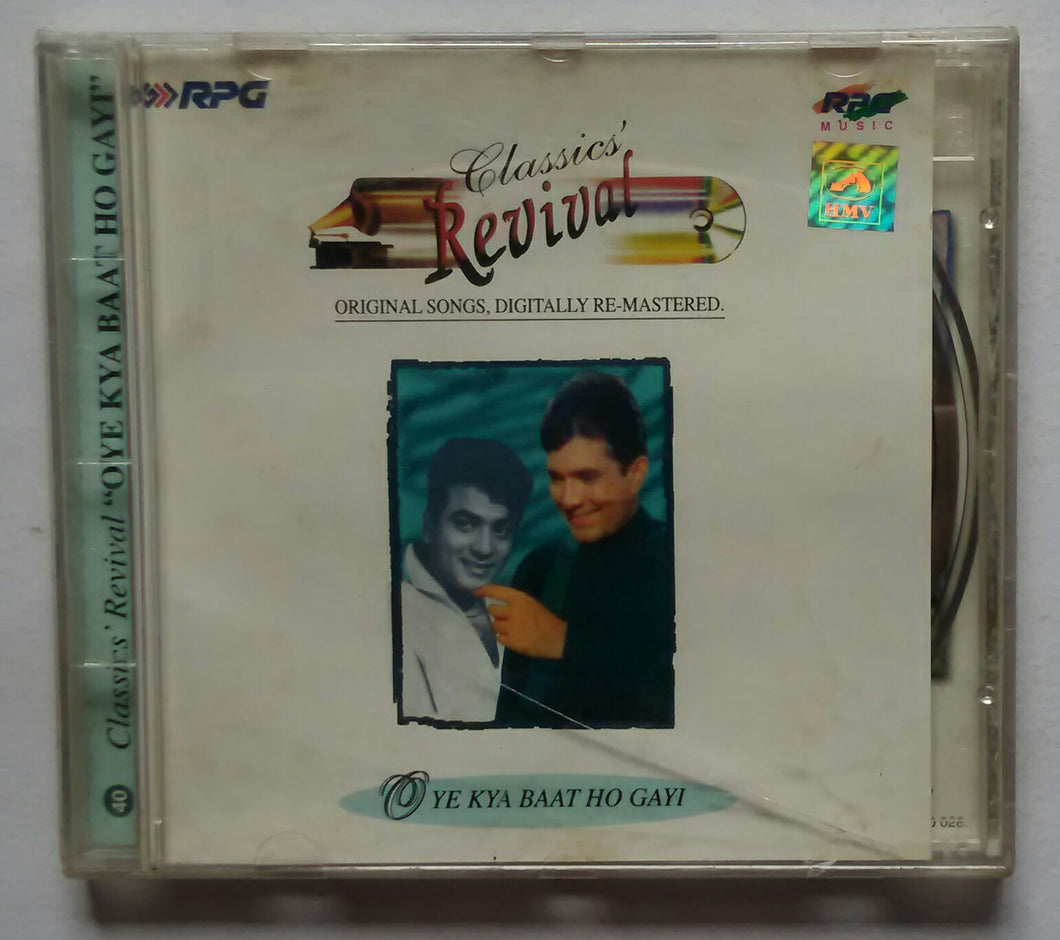 RPG
RPG
MUSIC
HMV
Classics'
Revival
ORIGINAL SONGS, DIGITALLY RE-MASTERED.
OYE KYA BAAT HO GAYI
40 Classics' Revival "OYE KYA BAAT HO GAYI"